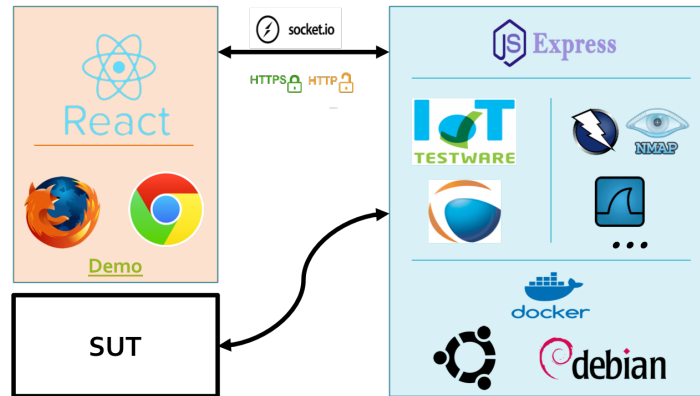 socket.io
HTTPS HTTP
React
Demo
SUT
JS Express
IoT
TESTWARE
NMAP
...
docker
debian